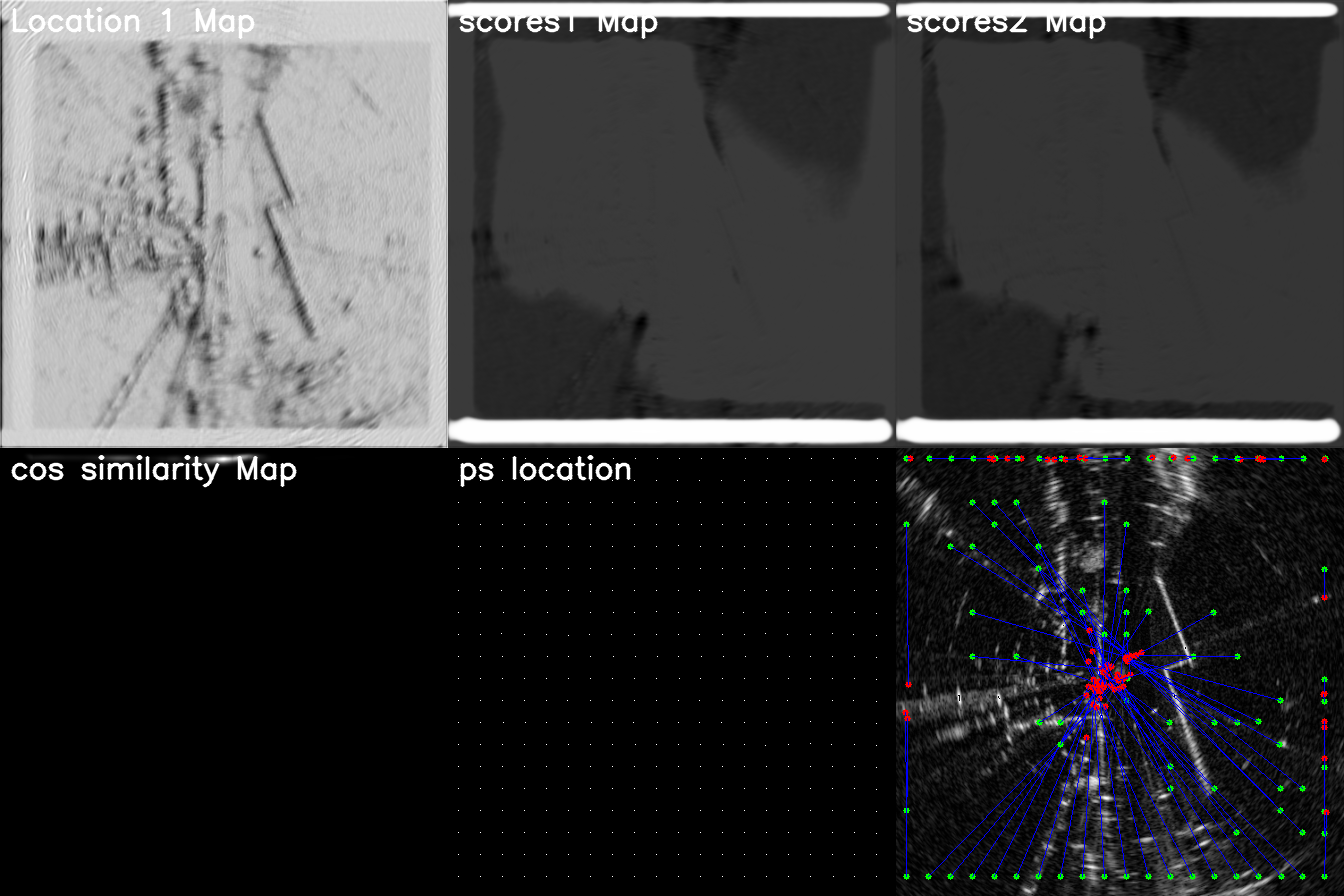 Location 1 Map
scores1 Map
scores2 Map
cos similarity Map
ps location